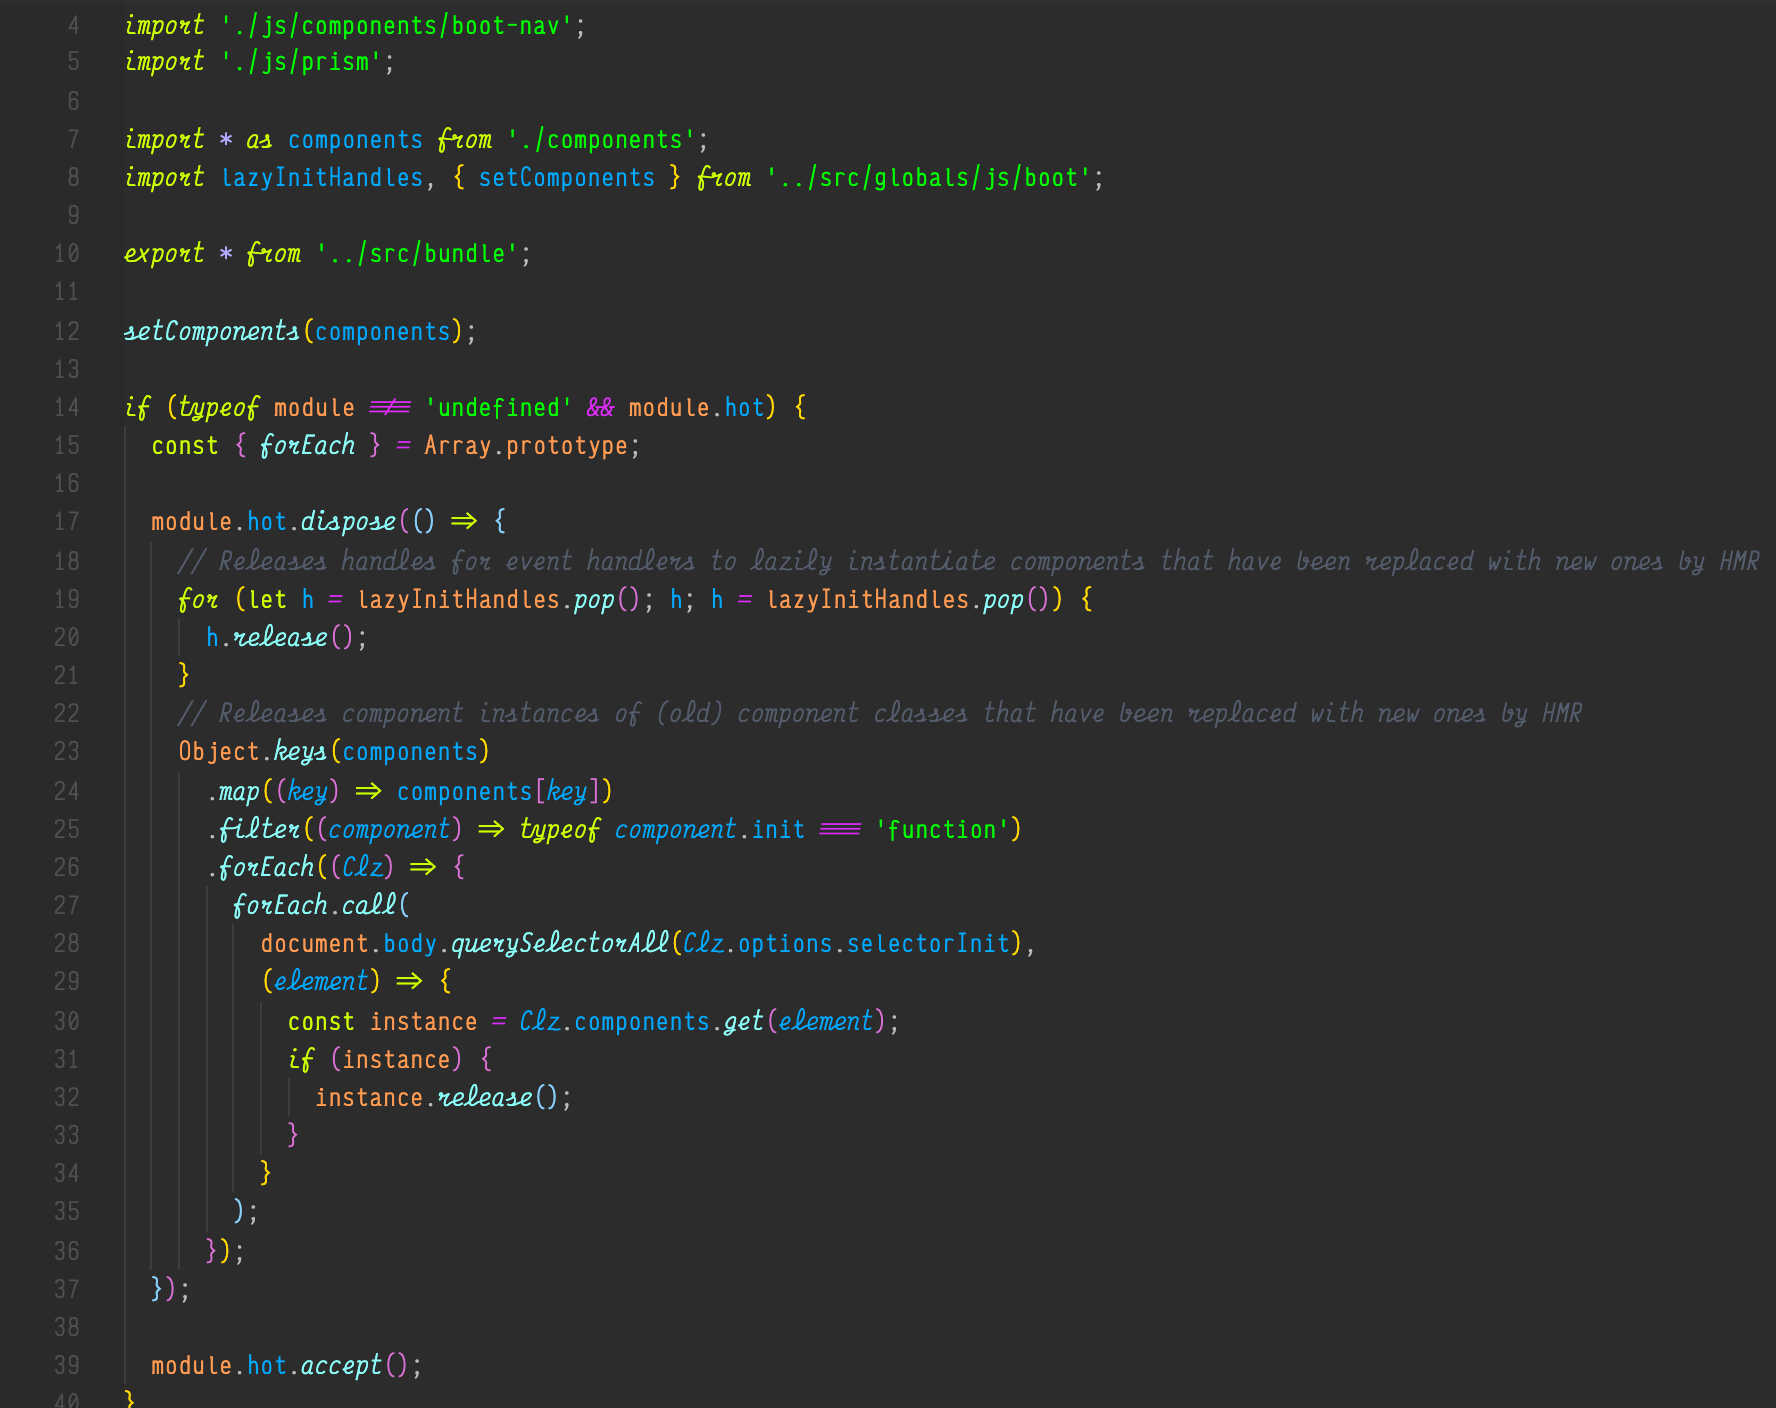 4 import './js/components/boot-nav';
5 import './js/prism';
6
7 import * as components from './components';
8 import lazyInitHandles, { setComponents } from '../src/globals/js/boot';
9
10 export * from '../src/bundle';
11
12 setComponents(components);
13
14 if (typeof module !== 'undefined' && module.hot) {
15   const { forEach } = Array.prototype;
16
17   module.hot.dispose(() => {
18     // Releases handles for event handlers to lazily instantiate components that have been replaced with new ones by HMR
19     for (let h = lazyInitHandles.pop(); h; h = lazyInitHandles.pop()) {
20       h.release();
21     }
22     // Releases component instances of (old) component classes that have been replaced with new ones by HMR
23     Object.keys(components)
24       .map((key) => components[key])
25       .filter((component) => typeof component.init === 'function')
26       .forEach((Clz) => {
27         forEach.call(
28           document.body.querySelectorAll(Clz.options.selectorInit),
29           (element) => {
30             const instance = Clz.components.get(element);
31             if (instance) {
32               instance.release();
33             }
34           }
35         );
36       });
37   });
38
39   module.hot.accept();
40 }